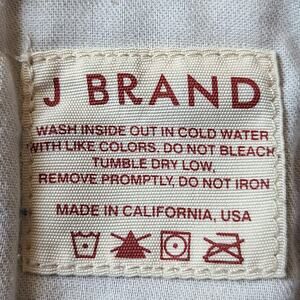 J BRAND
WASH INSIDE OUT IN COLD WATER
WITH LIKE COLORS. DO NOT BLEACH
TUMBLE DRY LOW.
REMOVE PROMPTLY, DO NOT IRON
MADE IN CALIFORNIA, USA